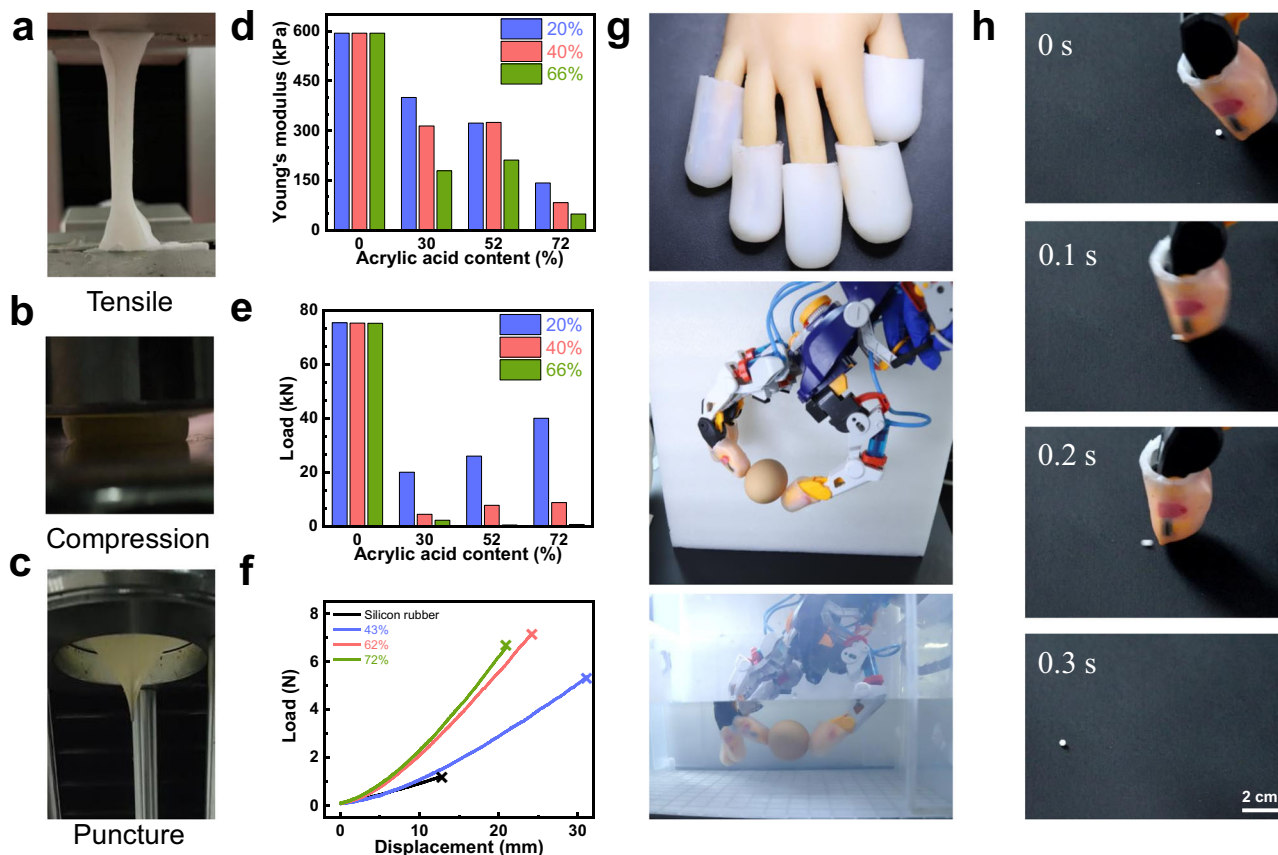 a
Tensile
b
Compression
c
Puncture
d
Young's modulus (kPa)
600
450
300
150
0
20%
40%
66%
0 30 52 72
Acrylic acid content (%)
e
Load (kN)
80
60
40
20
0
20%
40%
66%
0 30 52 72
Acrylic acid content (%)
f
Load (N)
8
6
4
2
0
Silicon rubber
43%
62%
72%
0 10 20 30
Displacement (mm)
g
h
0 s
0.1 s
0.2 s
0.3 s
2 cm